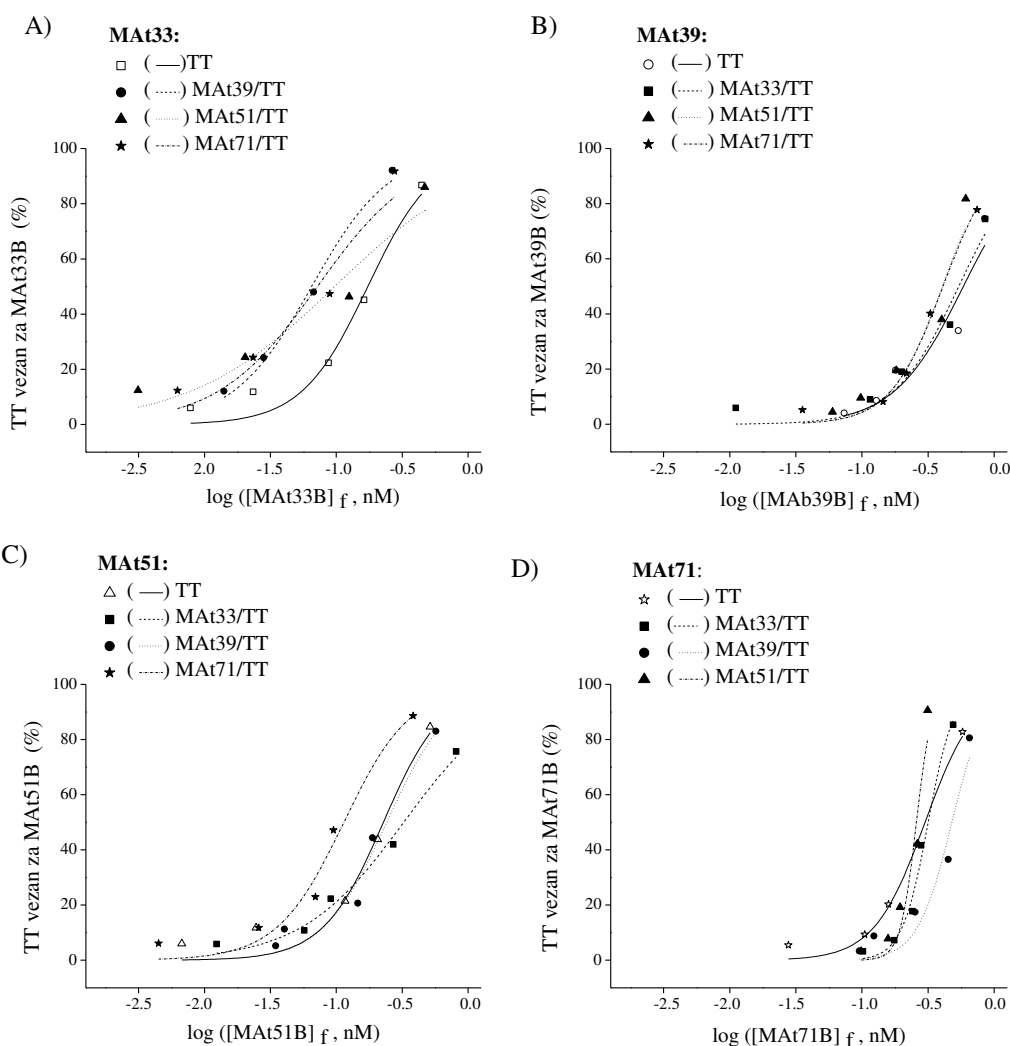 A)
MAt33:
( — )TT
( ----- ) MAt39/TT
( ........ ) MAt51/TT
( -·-·- ) MAt71/TT
100
80
60
40
20
0
TT vezan za MAt33B (%)
-2.5 2.0 -1.5 -1.0 -0.5 0.0
log ([MAt33B] f , nM)
B)
MAt39:
( — ) TT
( ----- ) MAt33/TT
( ........ ) MAt51/TT
( -·-·- ) MAt71/TT
100
80
60
40
20
0
TT vezan za MAt39B (%)
-2.5 -2.0 -1.5 -1.0 -0.5 0.0
log ([MAb39B] f , nM)
C)
MAt51:
( — ) TT
( ----- ) MAt33/TT
( ........ ) MAt39/TT
( -·-·- ) MAt71/TT
100
80
60
40
20
0
TT vezan za MAt51B (%)
-2.5 -2.0 -1.5 -1.0 -0.5 0.0
log ([MAt51B] f , nM)
D)
MAt71:
( — ) TT
( ----- ) MAt33/TT
( ........ ) MAt39/TT
( -·-·- ) MAt51/TT
100
80
60
40
20
0
TT vezan za MAt71B (%)
-2.5 -2.0 -1.5 -1.0 -0.5 0.0
log ([MAt71B] f , nM)